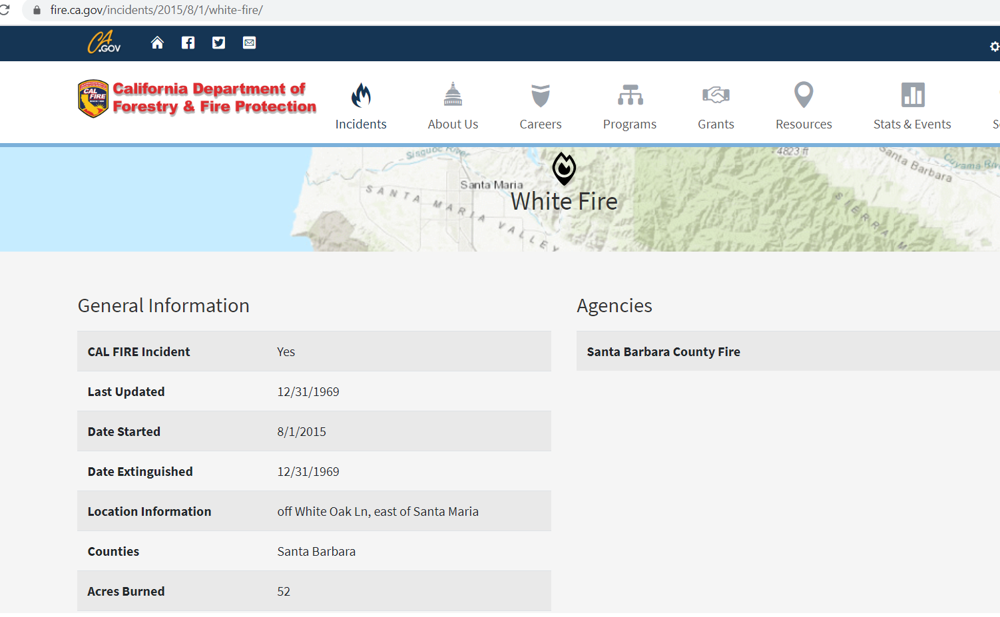 fire.ca.gov/incidents/2015/8/1/white-fire/
CA.GOV
CAL FIRE
California Department of
Forestry & Fire Protection
Incidents
About Us
Careers
Programs
Grants
Resources
Stats & Events
Sisquoc River
4823 ft
Santa Barbara
Cuyama Riv
Santa Maria
SANTA MARIA VALLEY
SIERRA M
White Fire
General Information
CAL FIRE Incident Yes
Last Updated 12/31/1969
Date Started 8/1/2015
Date Extinguished 12/31/1969
Location Information off White Oak Ln, east of Santa Maria
Counties Santa Barbara
Acres Burned 52
Agencies
Santa Barbara County Fire